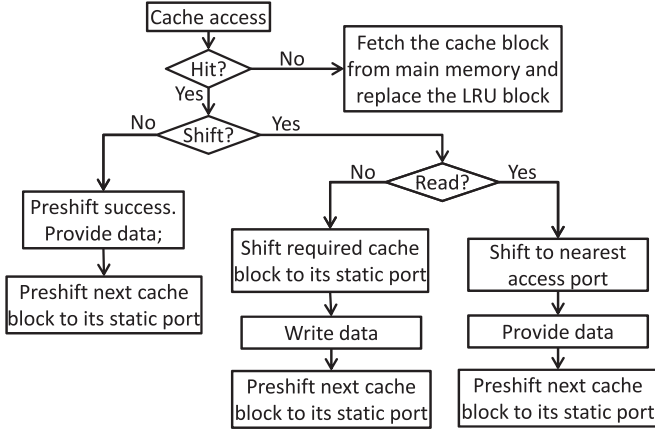 Cache access
Hit?
No
Fetch the cache block
from main memory and
replace the LRU block
Yes
Shift?
No
Yes
Read?
No
Yes
Preshift success.
Provide data;
Preshift next cache
block to its static port
Shift required cache
block to its static port
Write data
Preshift next cache
block to its static port
Shift to nearest
access port
Provide data
Preshift next cache
block to its static port